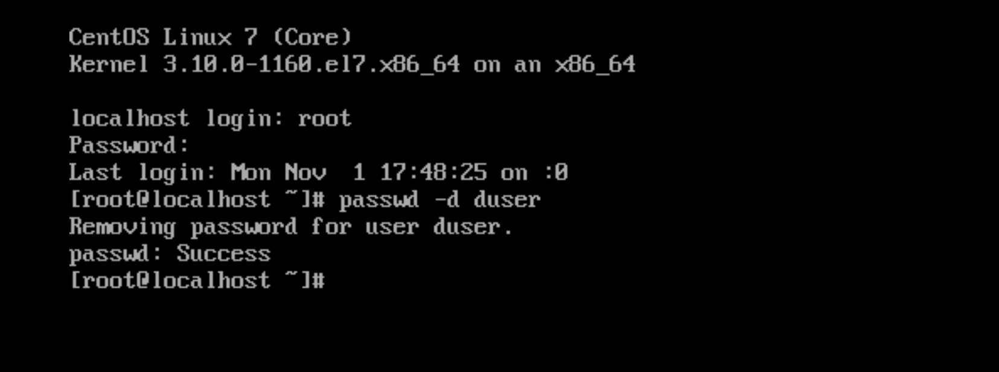 CentOS Linux 7 (Core)
Kernel 3.10.0-1160.el7.x86_64 on an x86_64
localhost login: root
Password:
Last login: Mon Nov  1 17:48:25 on :0
[root@localhost ~]# passwd -d duser
Removing password for user duser.
passwd: Success
[root@localhost ~]#